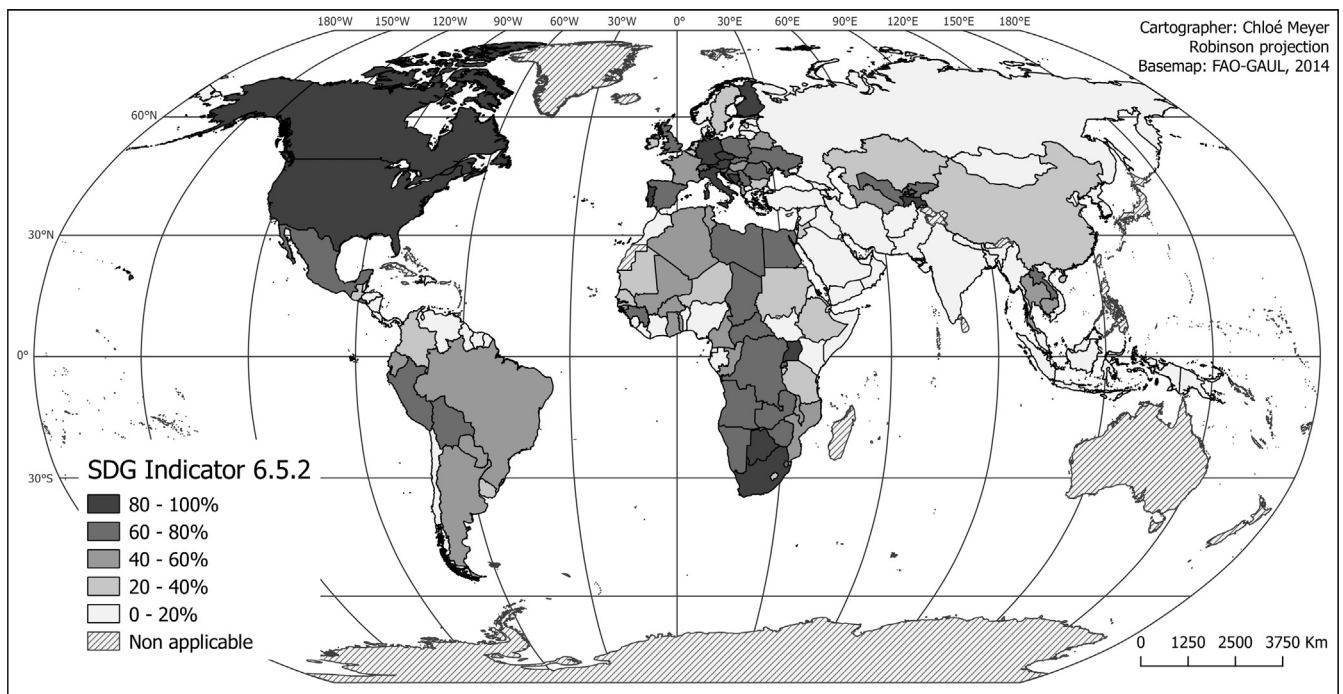 180°W 150°W 120°W 90°W 60°W 30°W 0° 30°E 60°E 90°E 120°E 150°E 180°E
Cartographer: Chloé Meyer
Robinson projection
Basemap: FAO-GAUL, 2014
60°N
30°N
0°
30°S
SDG Indicator 6.5.2
80 - 100%
60 - 80%
40 - 60%
20 - 40%
0 - 20%
Non applicable
0 1250 2500 3750 Km